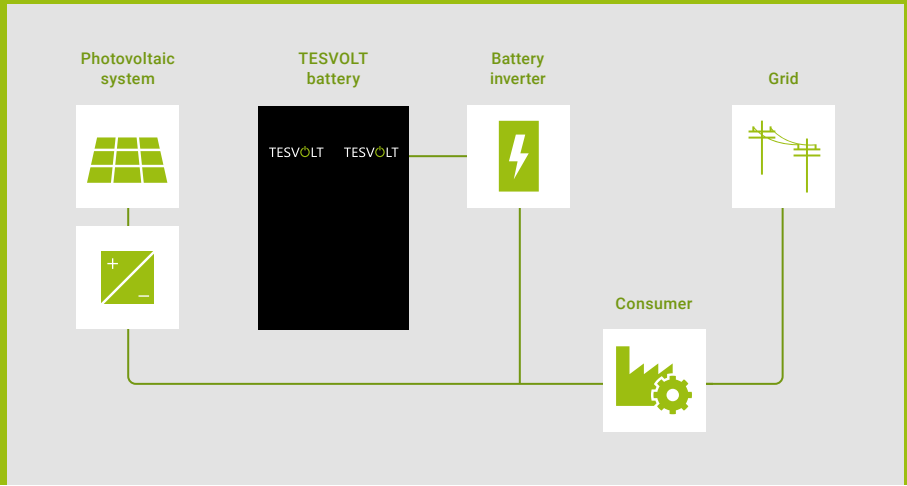 Photovoltaic
system
TESVOLT
battery
Battery
inverter
Grid
TESVOLT TESVOLT
Consumer